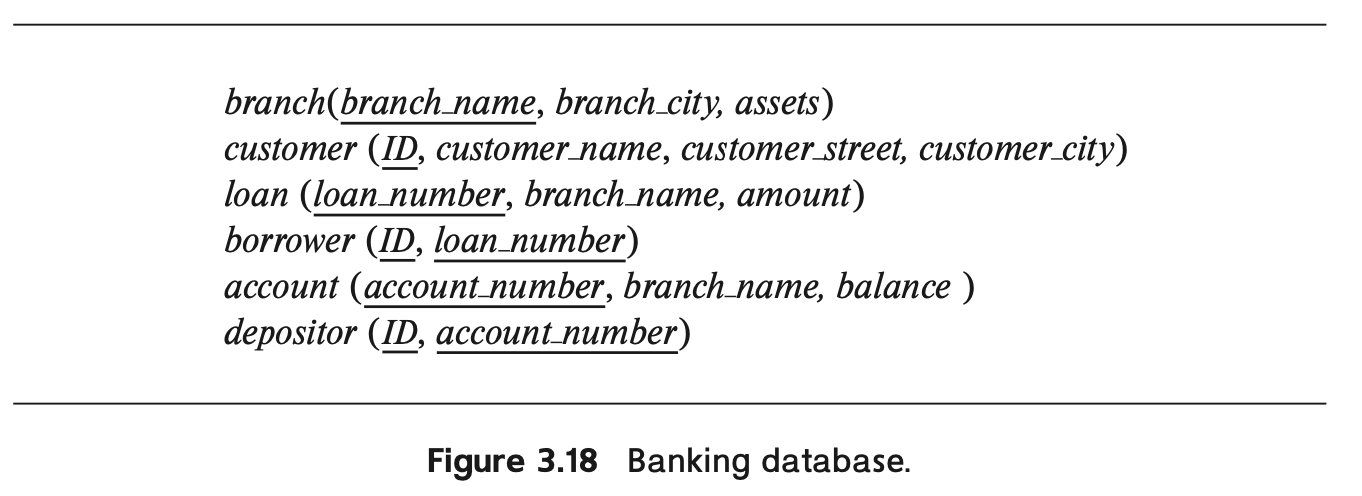 branch(branch_name, branch_city, assets)
customer (ID, customer_name, customer_street, customer_city)
loan (loan_number, branch_name, amount)
borrower (ID, loan_number)
account (account_number, branch_name, balance )
depositor (ID, account_number)
Figure 3.18 Banking database.